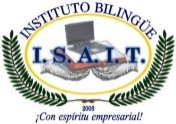 INSTITUTO BILINGÜE
I.S.A.I.T.
2008
¡Con espíritu empresarial!